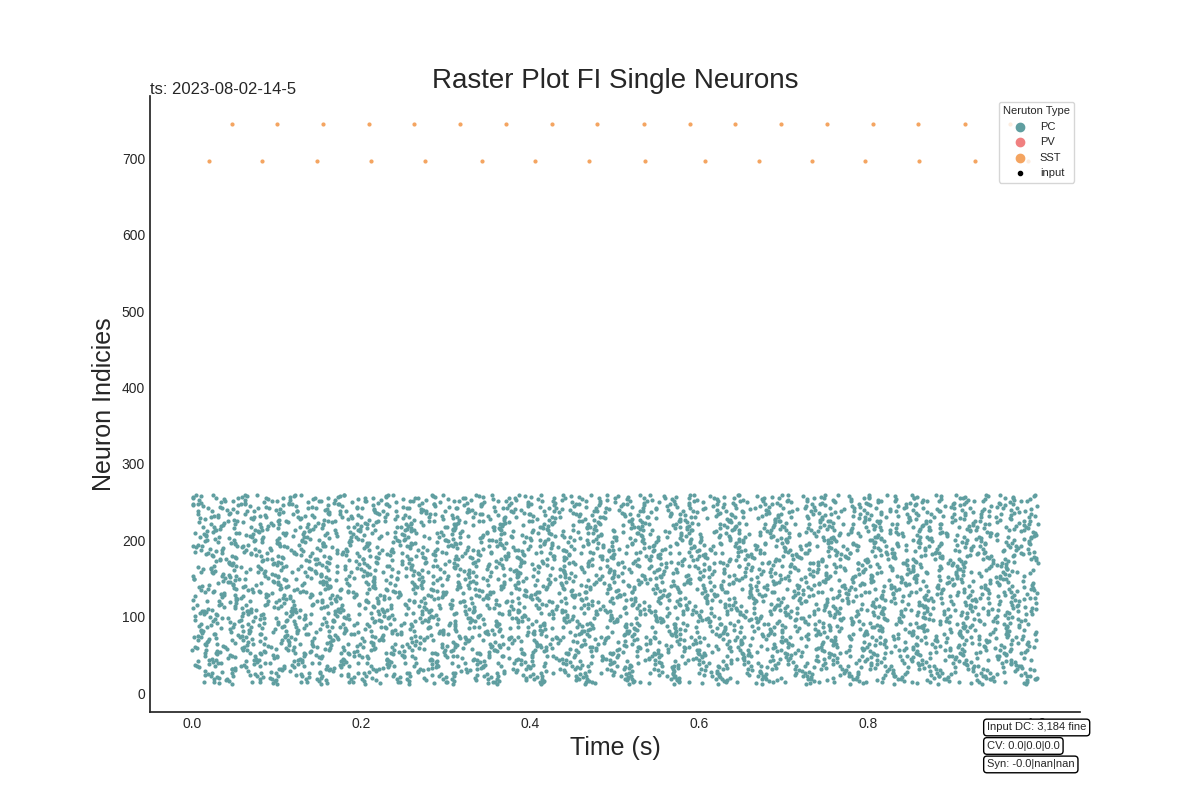 Raster Plot FI Single Neurons
ts: 2023-08-02-14-5
Neruton Type
PC
PV
SST
input
Neuron Indicies
700
600
500
400
300
200
100
0
0.0
0.2
0.4
0.6
0.8
Time (s)
Input DC: 3,184 fine
CV: 0.0|0.0|0.0
Syn: -0.0|nan|nan